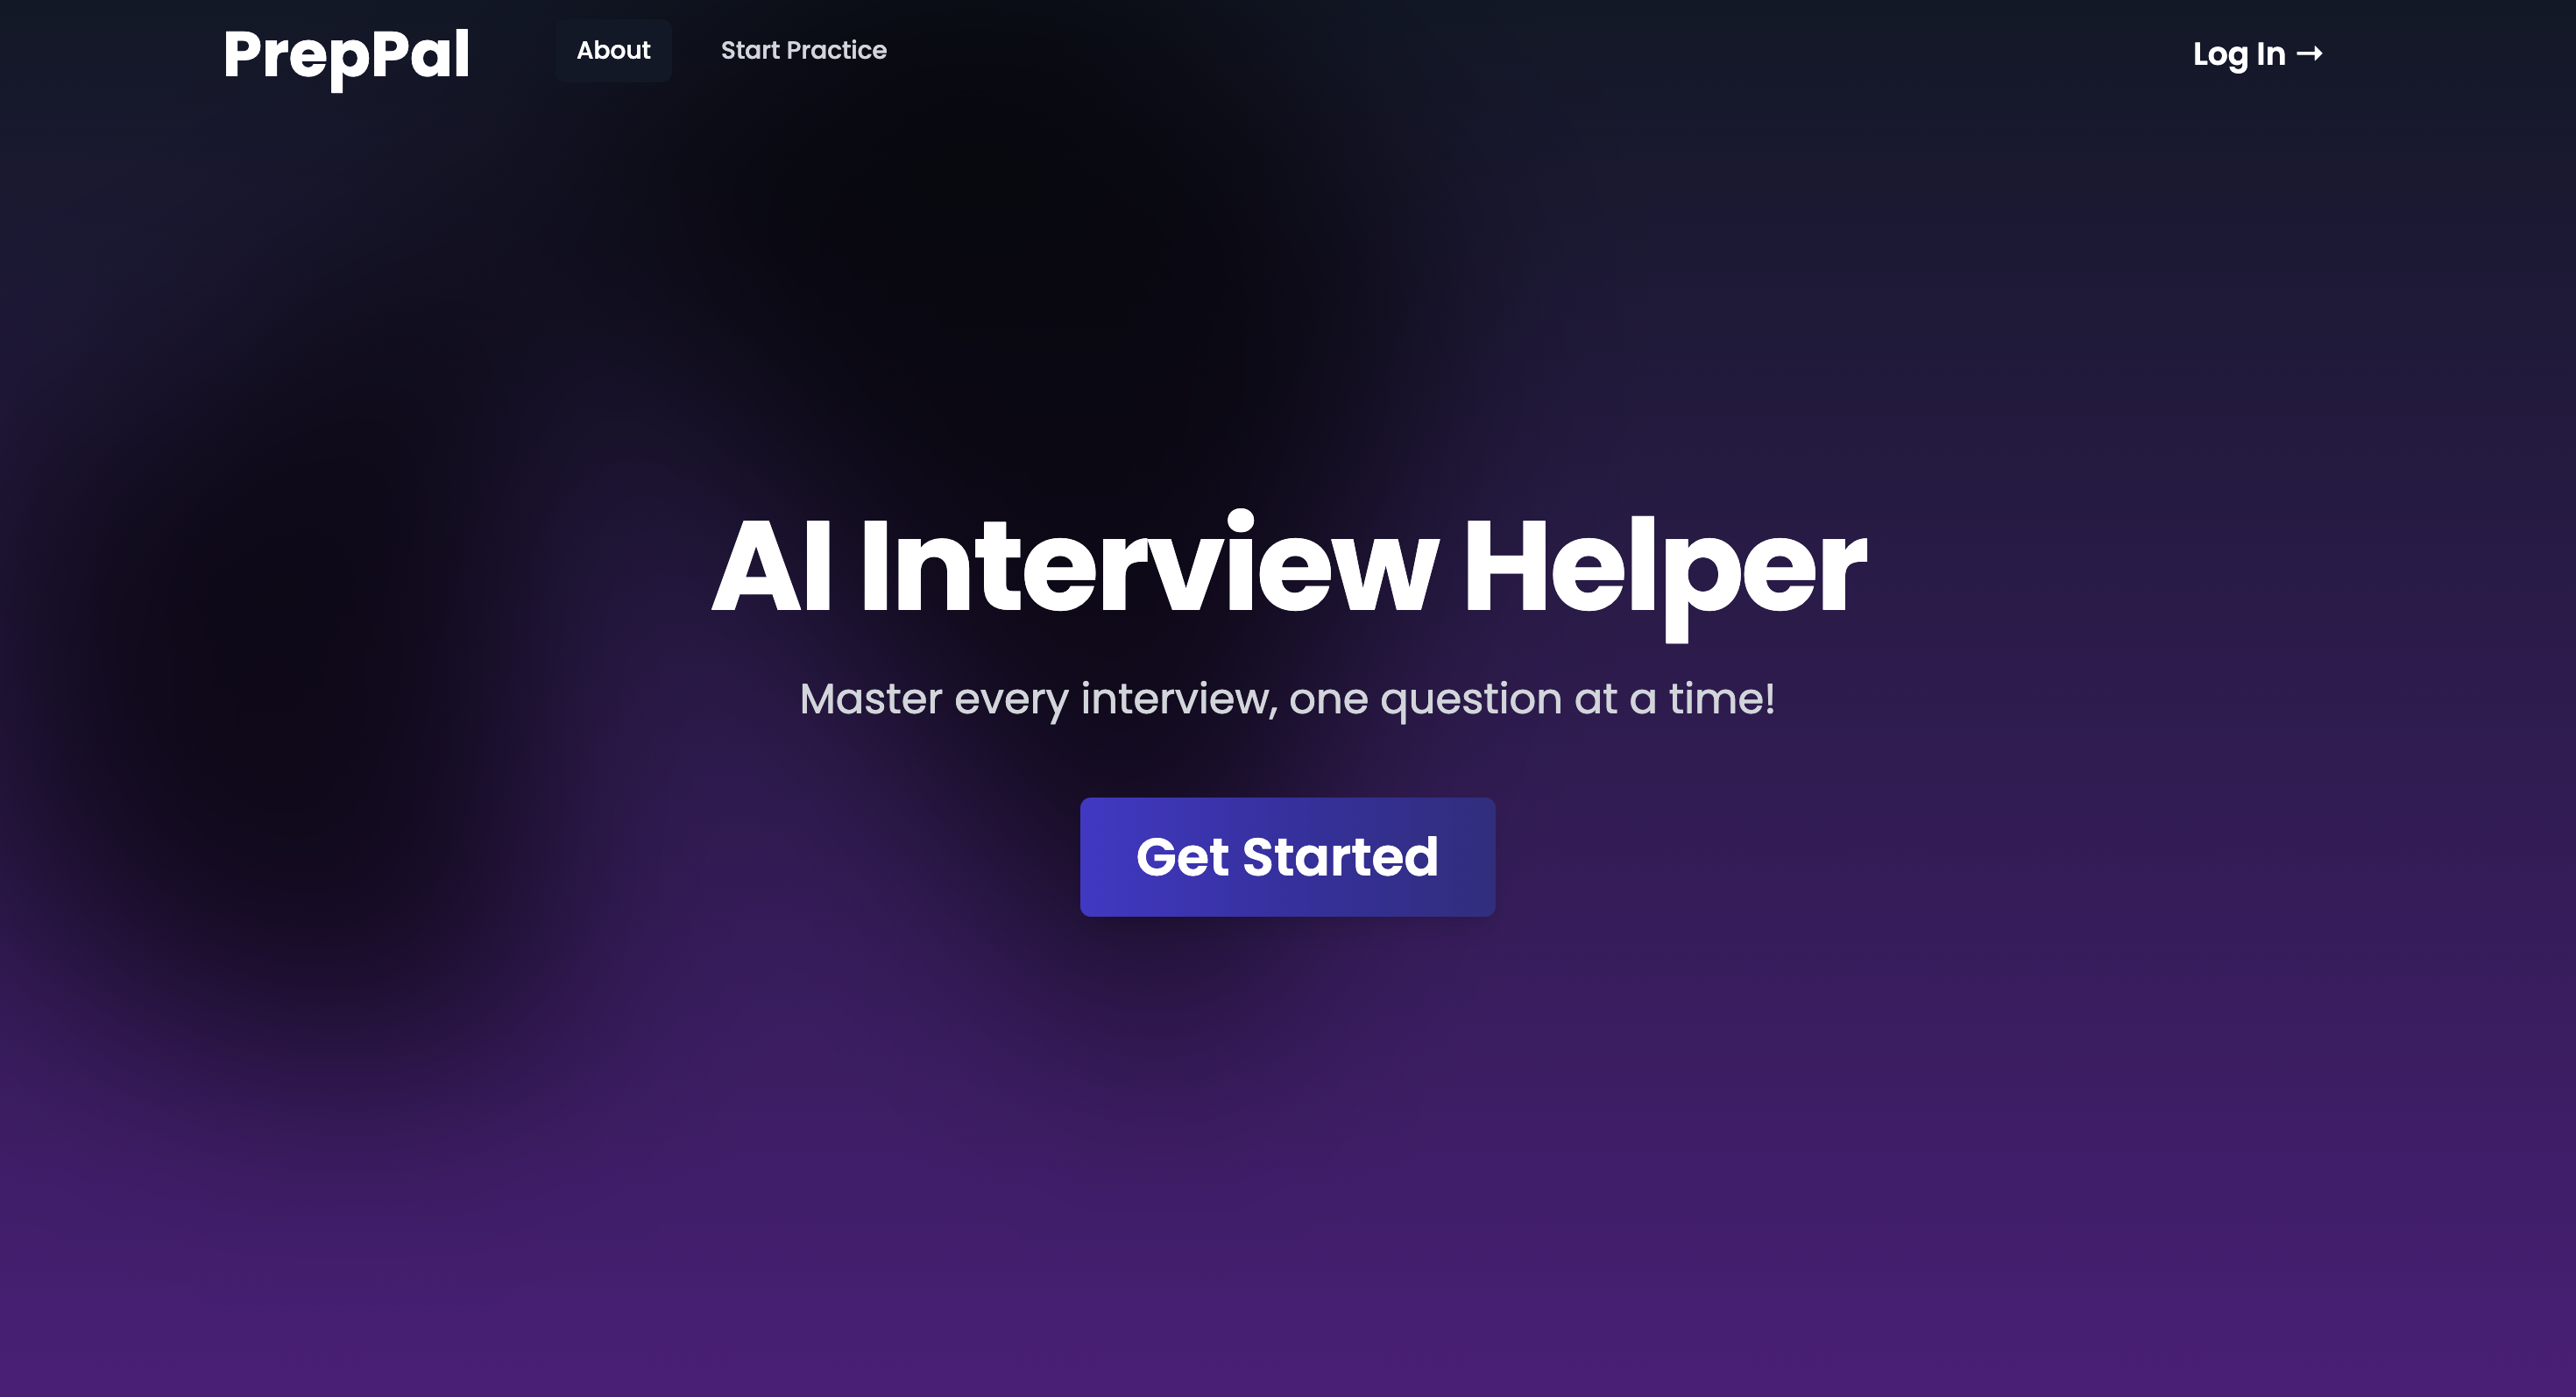 PrepPal
About
Start Practice
Log In →
AI Interview Helper
Master every interview, one question at a time!
Get Started